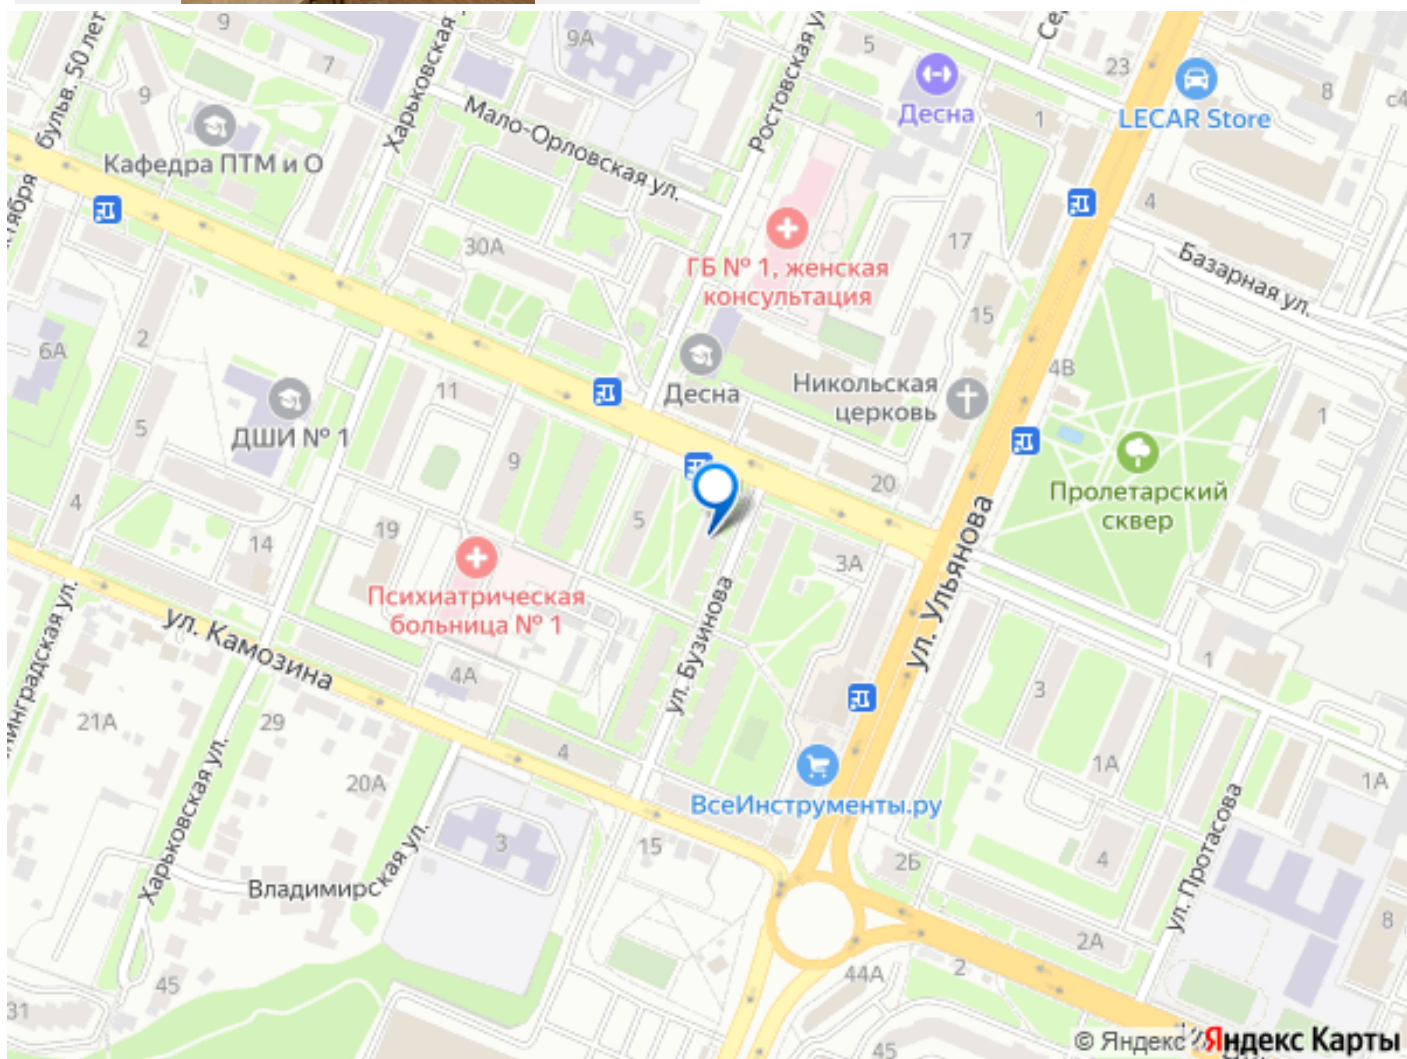 бульв. 50 лет
9
7
9
Харьковская
9А
Мало-Орловская ул.
Ростовская ул
5
Десна
1
23
LECAR Store
8
с4
Кафедра ПТМ и О
4
Базарная ул.
30А
ГБ № 1, женская
консультация
17
15
2
6А
11
Десна
Никольская
церковь
4В
1
5
ДШИ № 1
9
20
Пролетарский
сквер
4
14
19
5
3А
Психиатрическая
больница № 1
ул. Ульянова
ул. Камозина
ул. Бузинова
4А
1
3
21А
29
20А
4
1А
1А
Харьковская ул.
ВсеИнструменты.ру
3
15
2Б
4
ул. Протасова
Владимирская ул.
8
2А
2
44А
45
31
45
© Яндекс Яндекс Карты